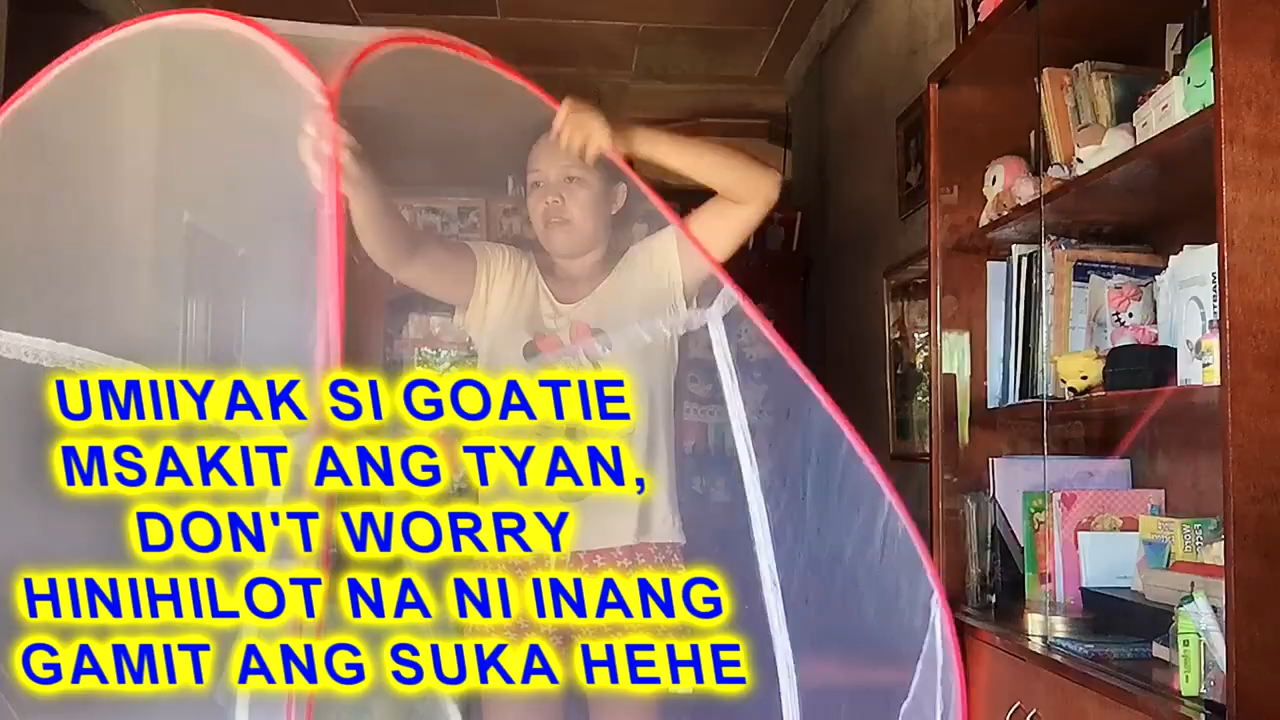 UMIIYAK SI GOATIE
MSAKIT ANG TYAN,
DON'T WORRY
HINIHILOT NA NI INANG
GAMIT ANG SUKA HEHE